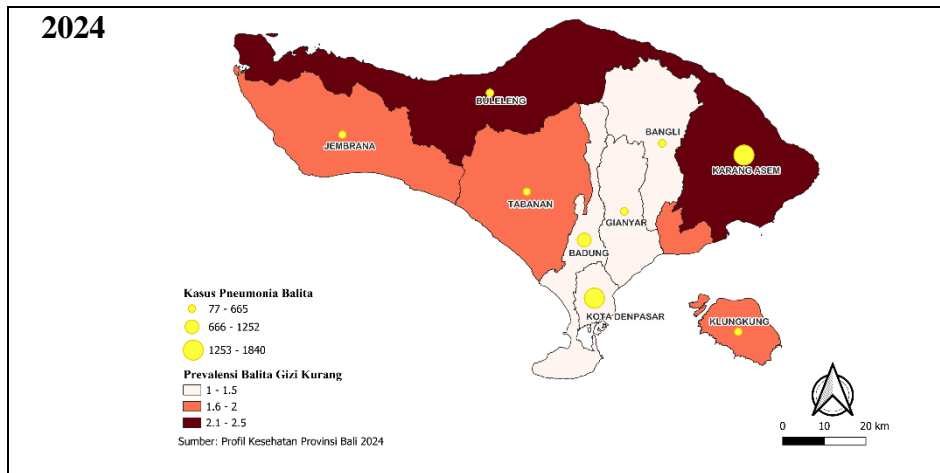 2024
BULELENG
BANGLI
JEMBRANA
KARANG ASEM
TABANAN
GIANYAR
BADUNG
KOTA DENPASAR
KLUNGKUNG
Kasus Pneumonia Balita
77 - 665
666 - 1252
1253 - 1840
Prevalensi Balita Gizi Kurang
1 - 1.5
1.6 - 2
2.1 - 2.5
Sumber: Profil Kesehatan Provinsi Bali 2024
0 10 20 km